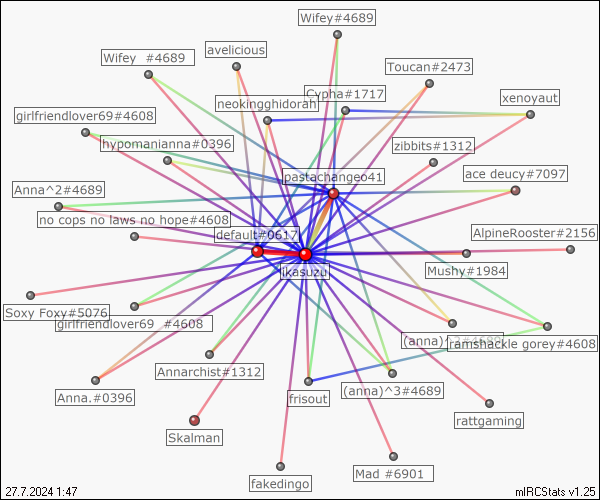 Wifey#4689
Wifey  #4689
avelicious
Toucan#2473
Cypha#1717
neokingghidorah
xenoyaut
girlfriendlover69#4608
hypomanianna#0396
zibbits#1312
pastachangeo41
ace deucy#7097
Anna^2#4689
no cops no laws no hope#4608
default#0617
AlpineRooster#2156
ikasuzu
Mushy#1984
Soxy Foxy#5076
girlfriendlover69  #4608
(anna)^2#4689
ramshackle gorey#4608
Annarchist#1312
Anna.#0396
frisout
(anna)^3#4689
rattgaming
Skalman
fakedingo
Mad #6901
27.7.2024 1:47
mIRCStats v1.25